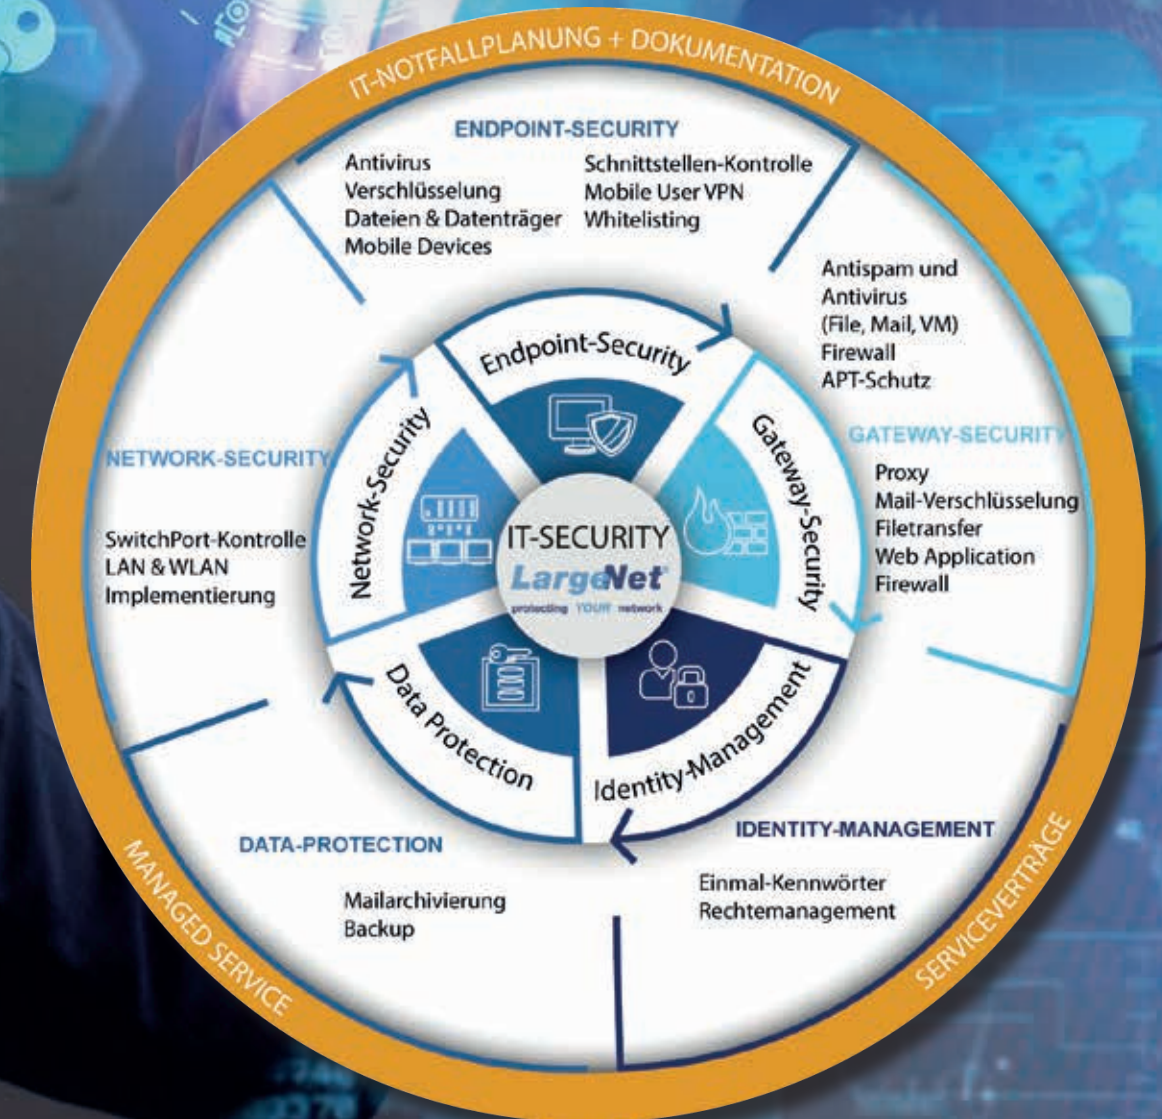 IT-NOTFALLPLANUNG + DOKUMENTATION
ENDPOINT-SECURITY
Antivirus
Verschlüsselung
Dateien & Datenträger
Mobile Devices
Schnittstellen-Kontrolle
Mobile User VPN
Whitelisting
Antispam und
Antivirus
(File, Mail, VM)
Firewall
APT-Schutz
GATEWAY-SECURITY
Proxy
Mail-Verschlüsselung
Filetransfer
Web Application
Firewall
NETWORK-SECURITY
SwitchPort-Kontrolle
LAN & WLAN
Implementierung
Endpoint-Security
Gateway-Security
Network-Security
IT-SECURITY
LargeNet
protecting YOUR network
Data Protection
Identity-Management
DATA-PROTECTION
Mailarchivierung
Backup
IDENTITY-MANAGEMENT
Einmal-Kennwörter
Rechtemanagement
MANAGED SERVICE
SERVICEVERTRÄGE